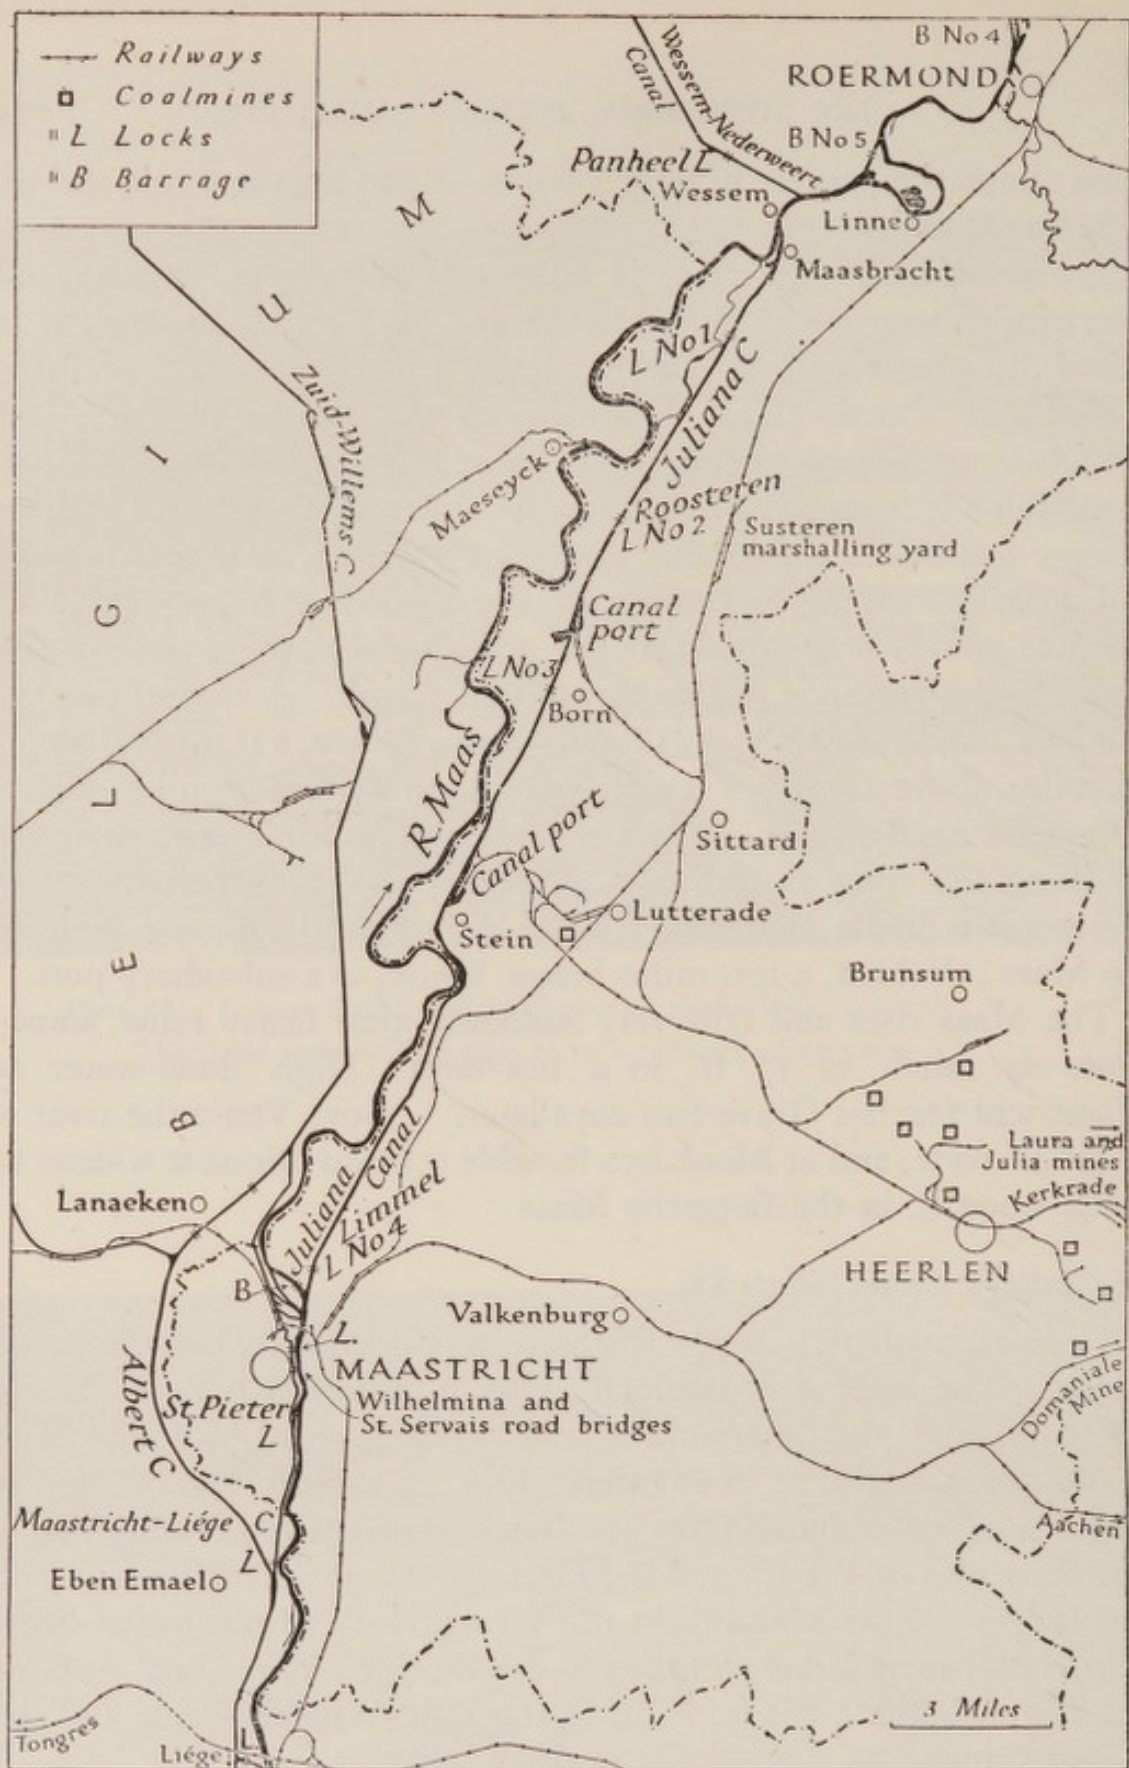 Railways
Coalmines
" L Locks
" B Barrage
B No 4
ROERMOND
Wessem-Nederweert
Canal
B No 5
Panheel L
Wessem
Linne
Maasbracht
BELGIUM
L No 1
Juliana C
Zuid-Willems C.
Maeseyck
Roosteren
L No 2
Susteren
marshalling yard
Canal
port
L No 3
Born
R. Maas
Canal port
Sittard
Lutterade
Stein
Brunsum
Laura and
Julia mines
Kerkrade
Lanaeken
Juliana Canal
Limmel
L No 4
HEERLEN
B
Valkenburg
L.
MAASTRICHT
Albert C
Wilhelmina and
St. Servais road bridges
St. Pieter
L
Domaniale
Mine
Maastricht-Liége C
Aachen
L
Eben Emael
3 Miles
Tongres
L
Liége